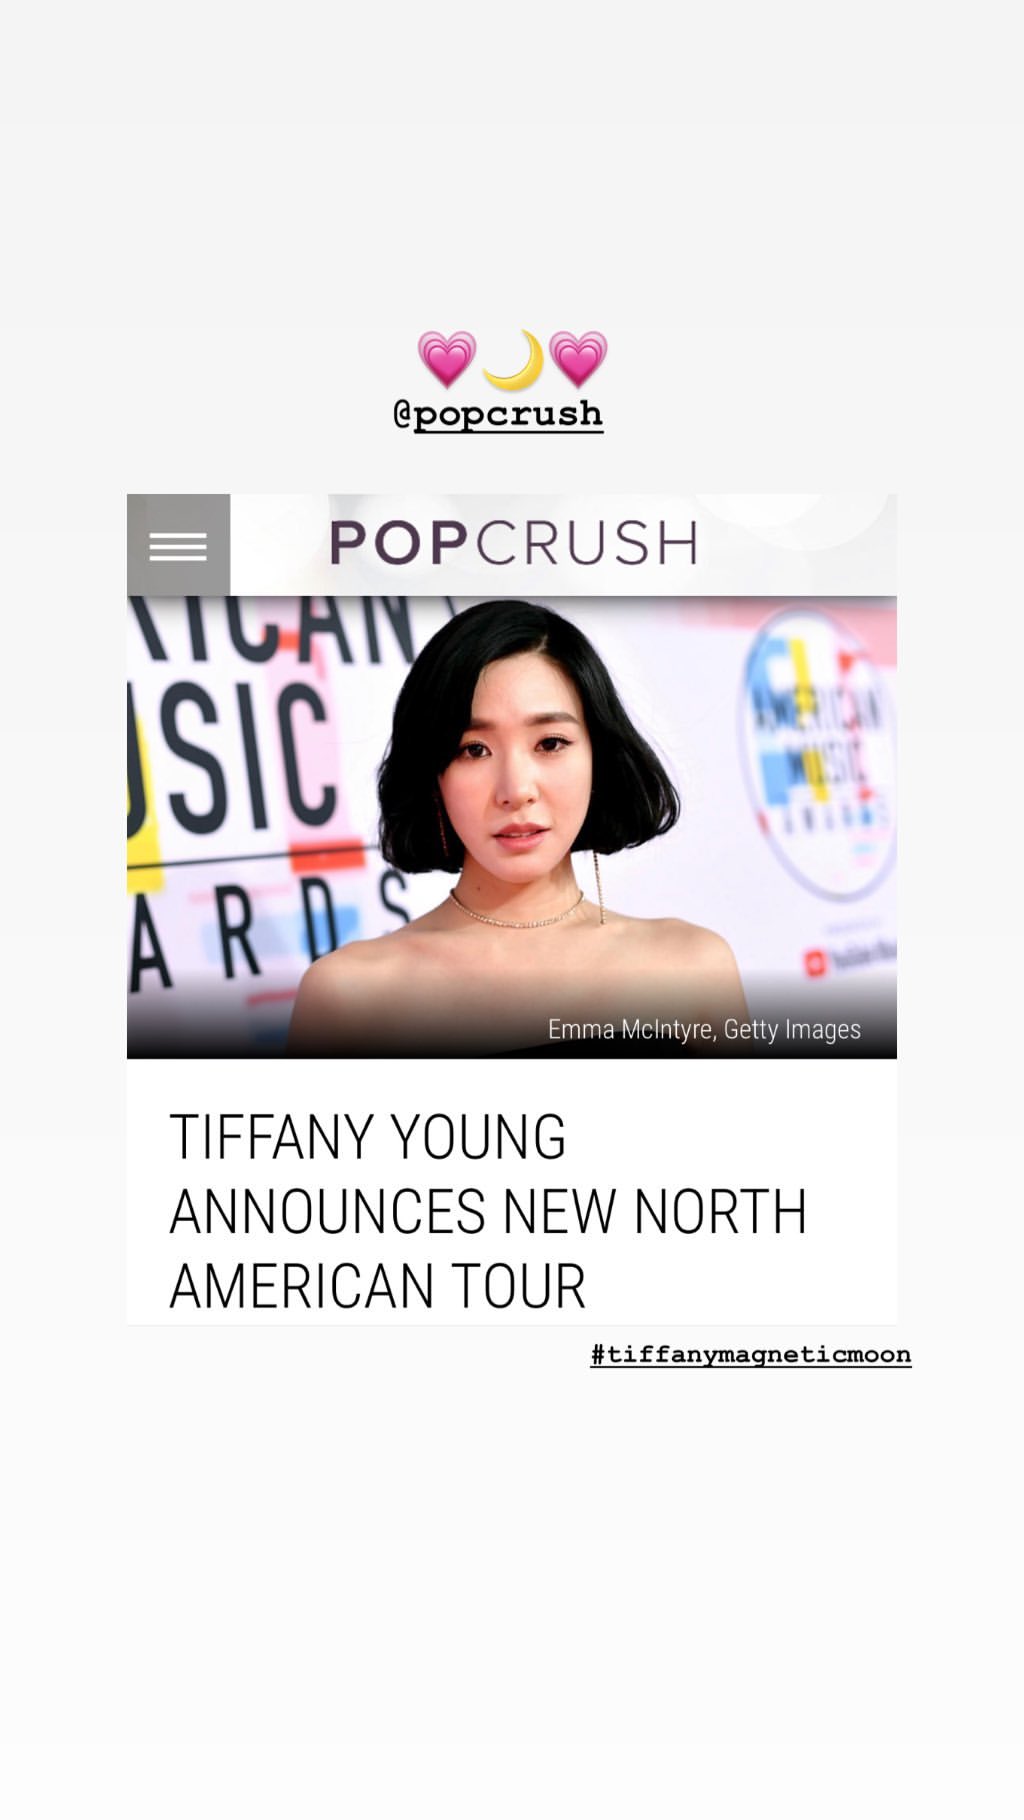 @popcrush
POPCRUSH
RICAN
MUSIC
ARDS
AMERICAN
MUSIC
AWARDS
Emma McIntyre, Getty Images
TIFFANY YOUNG
ANNOUNCES NEW NORTH
AMERICAN TOUR
#tiffanymagneticmoon